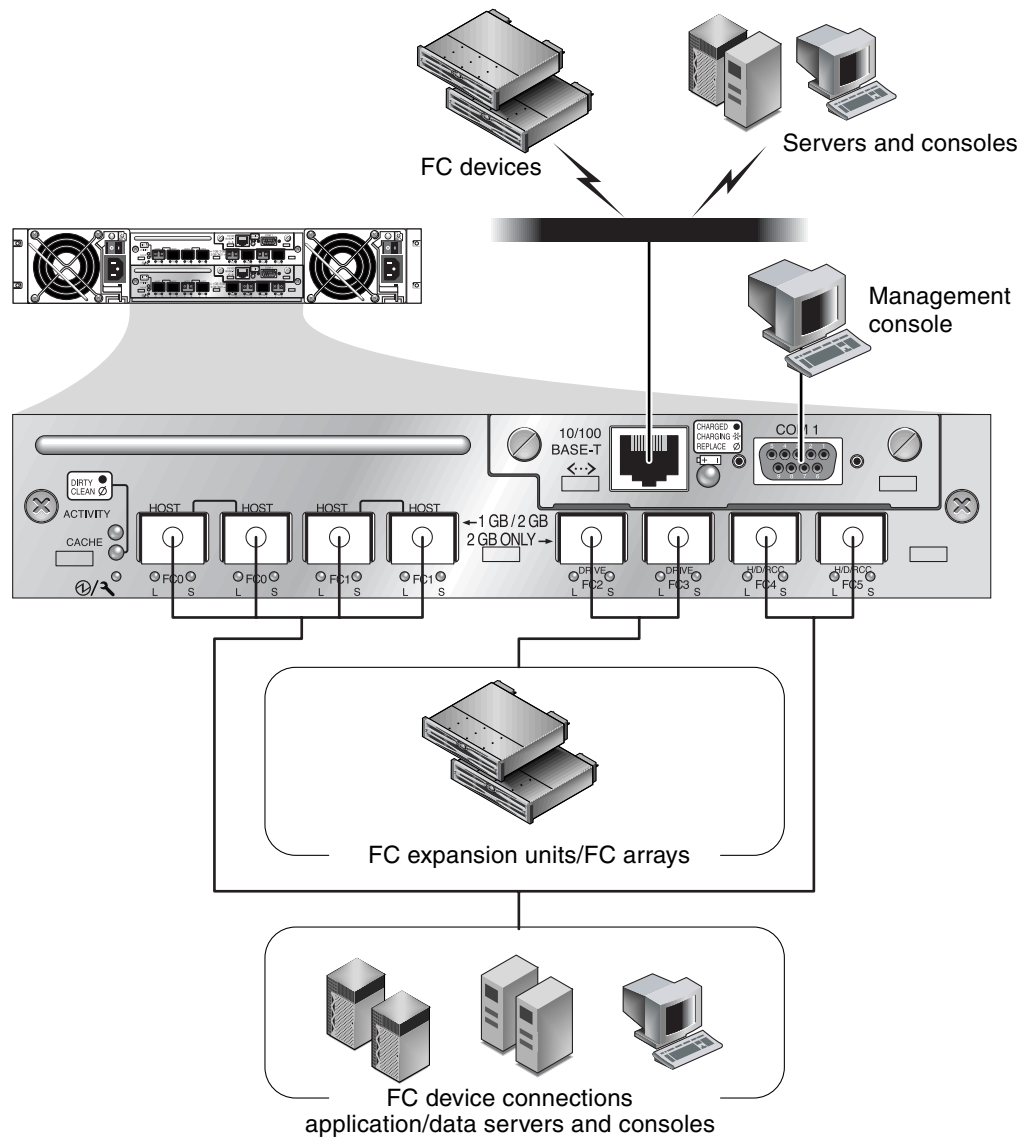 FC devices
Servers and consoles
Management
console
10/100
BASE-T
<··>
CHARGED
CHARGING
REPLACE
COM 1
DIRTY
CLEAN
ACTIVITY
CACHE
HOST HOST HOST HOST
1 GB / 2 GB
2 GB ONLY
DRIVE DRIVE H/D/RCC H/D/RCC
FC0 FC0 FC1 FC1 FC2 FC3 FC4 FC5
L S L S L S L S L S L S L S L S
FC expansion units/FC arrays
FC device connections
application/data servers and consoles